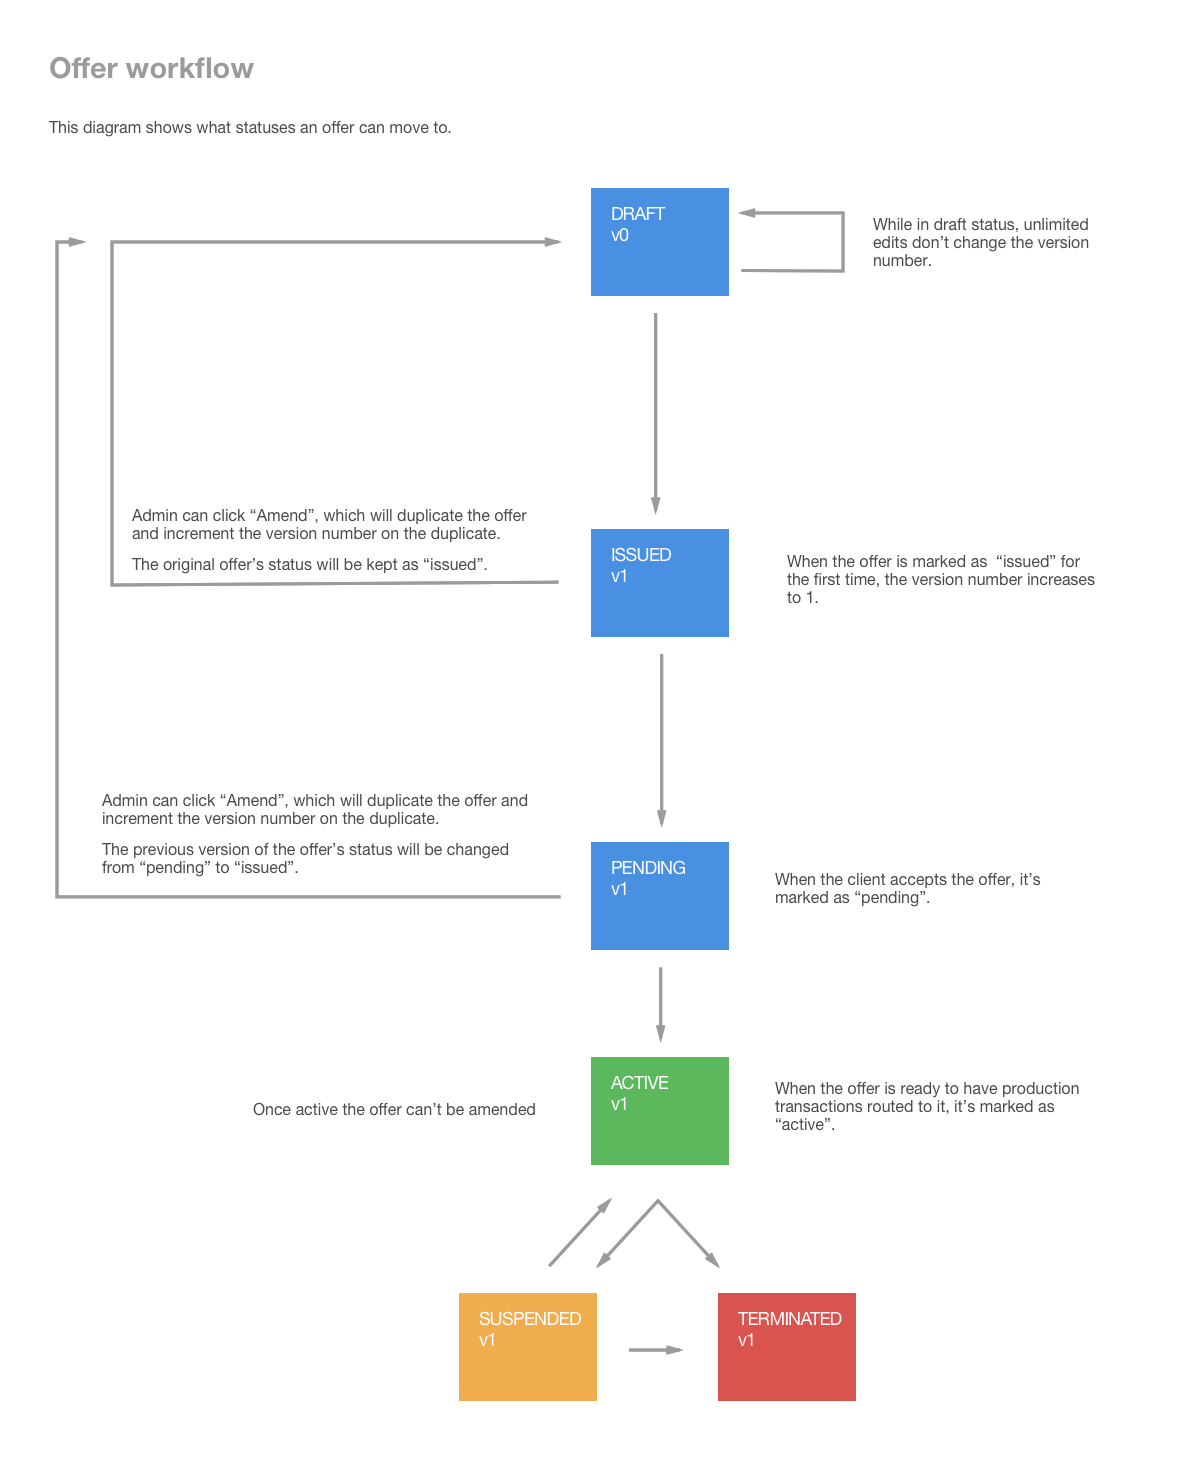 Offer workflow
This diagram shows what statuses an offer can move to.
DRAFT
v0
While in draft status, unlimited
edits don’t change the version
number.
Admin can click “Amend”, which will duplicate the offer
and increment the version number on the duplicate.
The original offer’s status will be kept as “issued”.
ISSUED
v1
When the offer is marked as  “issued” for
the first time, the version number increases
to 1.
Admin can click “Amend”, which will duplicate the offer and
increment the version number on the duplicate.
The previous version of the offer’s status will be changed
from “pending” to “issued”.
PENDING
v1
When the client accepts the offer, it’s
marked as “pending”.
Once active the offer can’t be amended
ACTIVE
v1
When the offer is ready to have production
transactions routed to it, it’s marked as
“active”.
SUSPENDED
v1
TERMINATED
v1